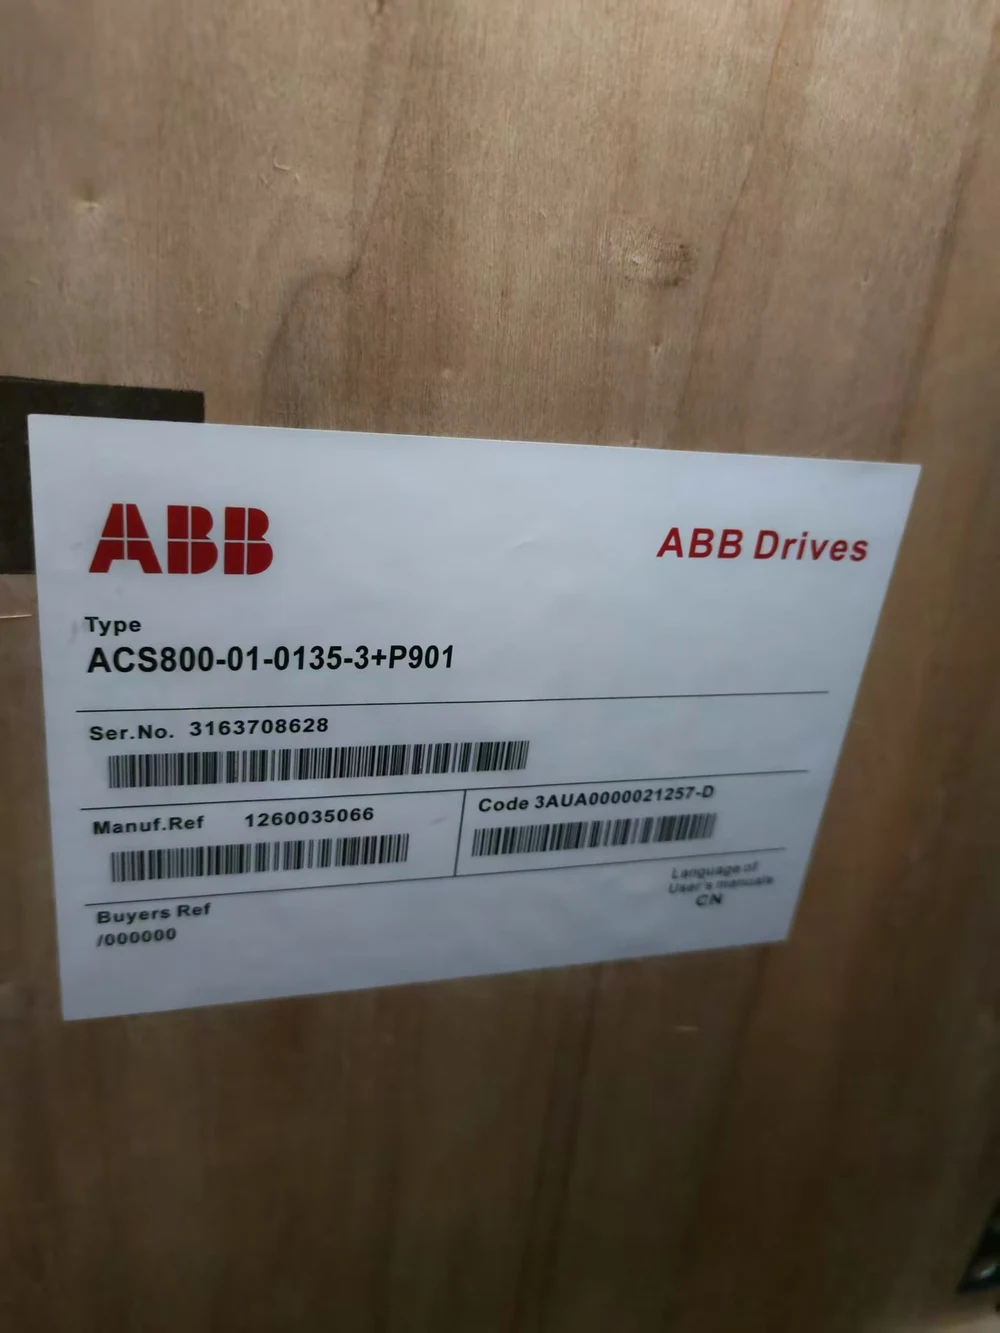 ABB
ABB Drives
Type
ACS800-01-0135-3+P901
Ser.No. 3163708628
Manuf.Ref 1260035066
Code 3AUA0000021257-D
Language of
User's manuals
CN
Buyers Ref
/000000